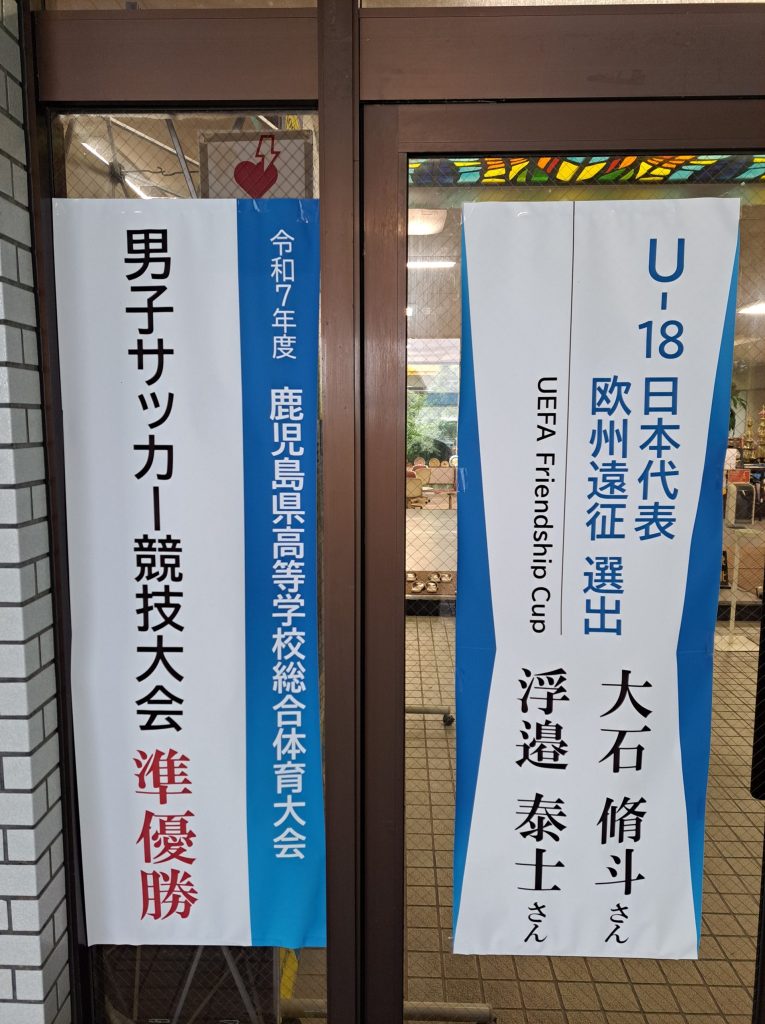 令和7年度 鹿児島県高等学校総合体育大会
男子サッカー競技大会 準優勝
U-18日本代表
欧州遠征 選出
UEFA Friendship Cup
大石 脩斗さん
浮邉 泰士さん